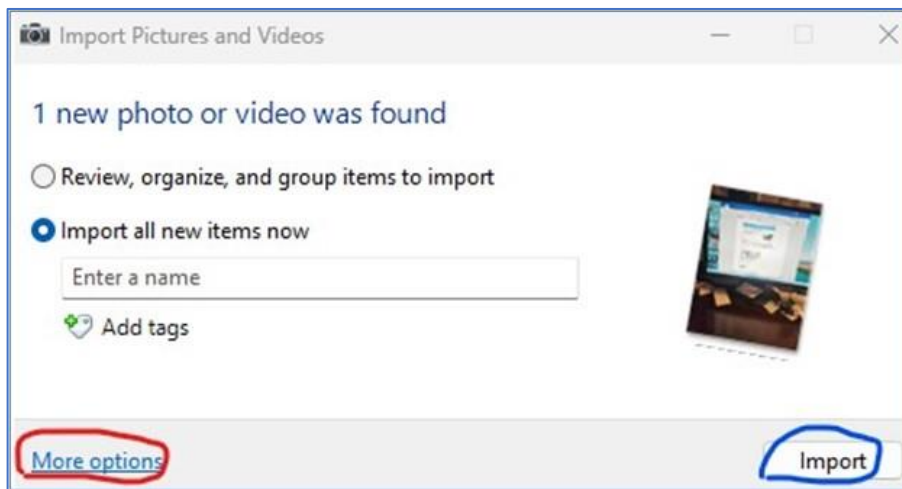 Import Pictures and Videos
1 new photo or video was found
Review, organize, and group items to import
Import all new items now
Enter a name
Add tags
More options
Import